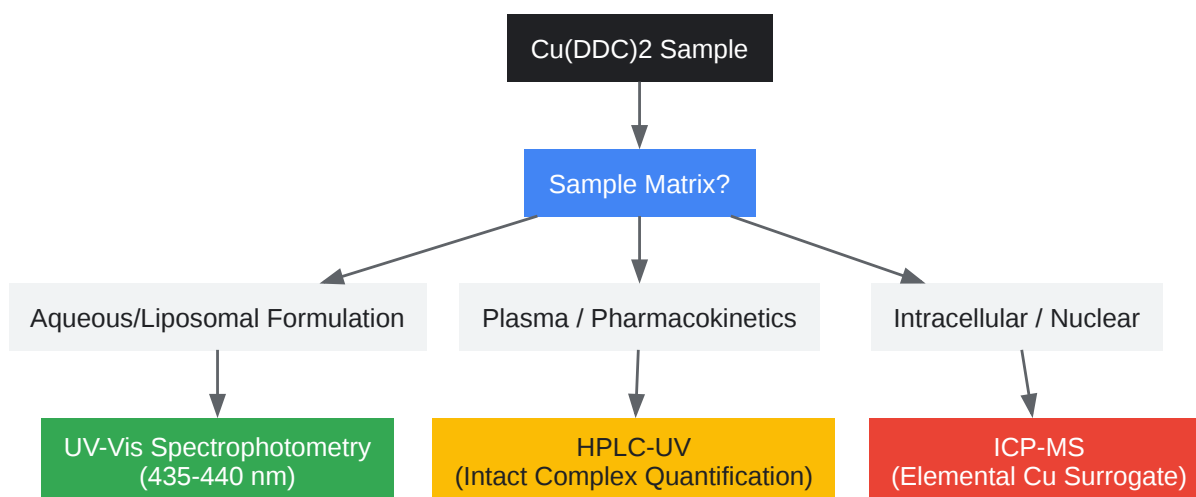 Cu(DDC)2 Sample
Sample Matrix?
Aqueous/Liposomal Formulation
Plasma / Pharmacokinetics
Intracellular / Nuclear
UV-Vis Spectrophotometry
(435-440 nm)
HPLC-UV
(Intact Complex Quantification)
ICP-MS
(Elemental Cu Surrogate)